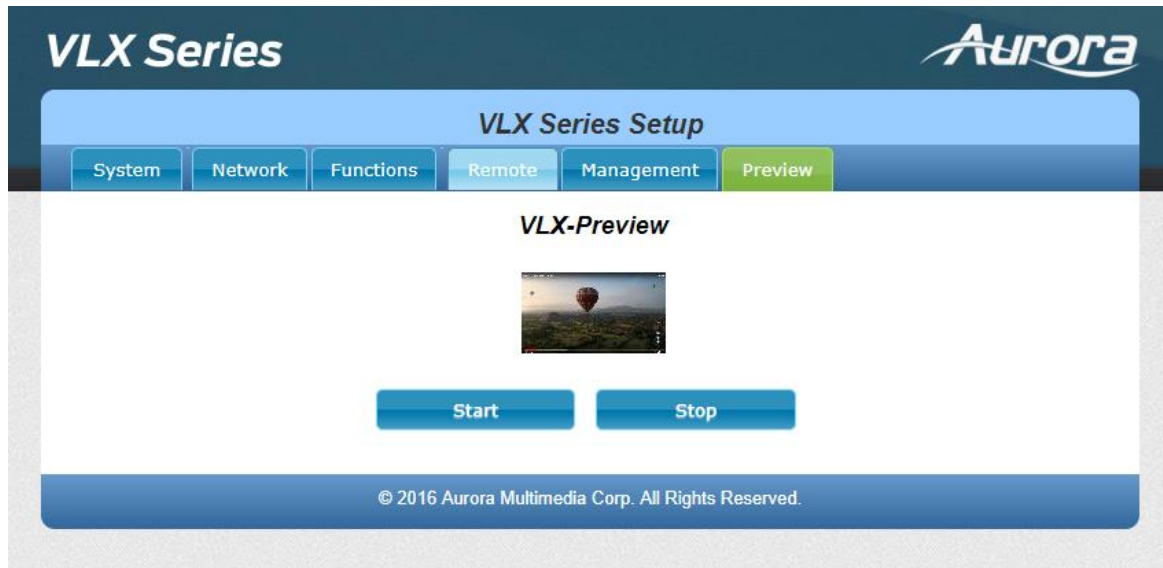 VLX Series
Aurora
VLX Series Setup
System Network Functions Remote Management Preview
VLX-Preview
Start Stop
© 2016 Aurora Multimedia Corp. All Rights Reserved.